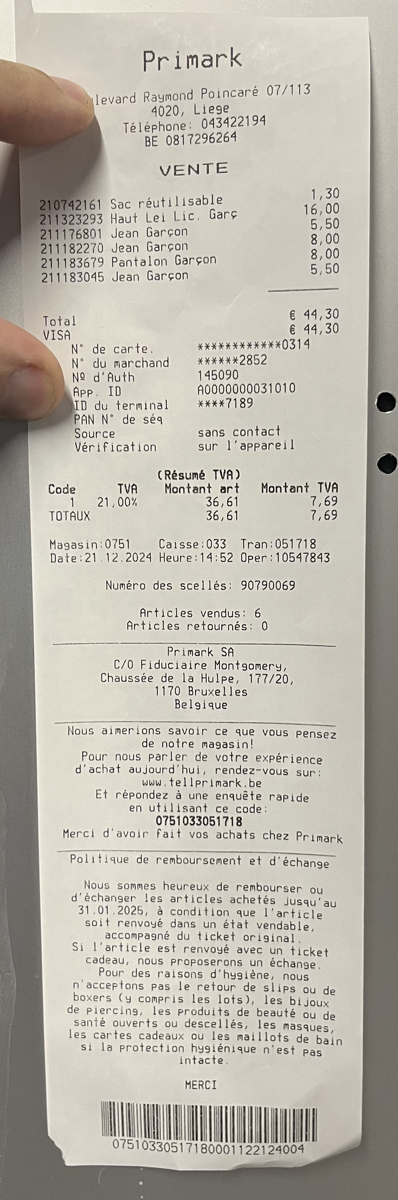 Primark
levard Raymond Poincaré 07/113
4020, Liege
Téléphone: 043422194
BE 0817296264
VENTE
210742161 Sac réutilisable 1,30
211323293 Haut Lei Lic. Garç 16,00
211176801 Jean Garçon 5,50
211182270 Jean Garçon 8,00
211183679 Pantalon Garçon 8,00
211183045 Jean Garçon 5,50
Total € 44,30
VISA € 44,30
N° de carte. ************0314
N° du marchand ******2852
Nº d'Auth 145090
App. ID A0000000031010
ID du terminal ****7189
PAN N° de séq
Source sans contact
Vérification sur l'appareil
(Résumé TVA)
Code TVA Montant art Montant TVA
1 21,00% 36,61 7,69
TOTAUX 36,61 7,69
Magasin:0751 Caisse:033 Tran:051718
Date:21.12.2024 Heure:14:52 Oper:10547843
Numéro des scellés: 90790069
Articles vendus: 6
Articles retournés: 0
Primark SA
C/O Fiduciaire Montgomery,
Chaussée de la Hulpe, 177/20,
1170 Bruxelles
Belgique
Nous aimerions savoir ce que vous pensez
de notre magasin!
Pour nous parler de votre expérience
d'achat aujourd'hui, rendez-vous sur:
www.tellprimark.be
Et répondez à une enquête rapide
en utilisant ce code:
0751033051718
Merci d'avoir fait vos achats chez Primark
Politique de remboursement et d'échange
Nous sommes heureux de rembourser ou
d'échanger les articles achetés jusqu'au
31.01.2025, à condition que l'article
soit renvoyé dans un état vendable,
accompagné du ticket original.
Si l'article est renvoyé avec un ticket
cadeau, nous proposerons un échange.
Pour des raisons d'hygiène, nous
n'acceptons pas le retour de slips ou de
boxers (y compris les lots), les bijoux
de piercing, les produits de beauté ou de
santé ouverts ou descellés, les masques,
les cartes cadeaux ou les maillots de bain
si la protection hygiénique n'est pas
intacte.
MERCI
07510330517180001122124004